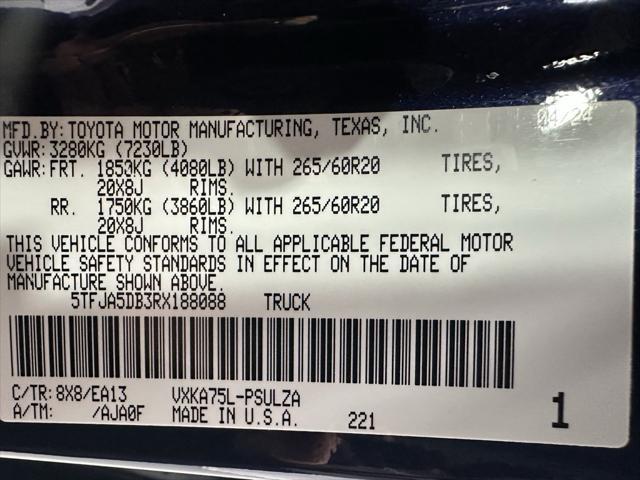 MFD.BY: TOYOTA MOTOR MANUFACTURING, TEXAS, INC. 04/24
GVWR: 3280KG (7230LB)
GAWR: FRT. 1850KG (4080LB) WITH 265/60R20 TIRES,
20X8J RIMS.
RR. 1750KG (3860LB) WITH 265/60R20 TIRES,
20X8J RIMS.
THIS VEHICLE CONFORMS TO ALL APPLICABLE FEDERAL MOTOR
VEHICLE SAFETY STANDARDS IN EFFECT ON THE DATE OF
MANUFACTURE SHOWN ABOVE.
5TFJA5DB3RX188088 TRUCK
C/TR: 8X8/EA13 VXKA75L-PSULZA
A/TM: /AJA0F MADE IN U.S.A. 221 1